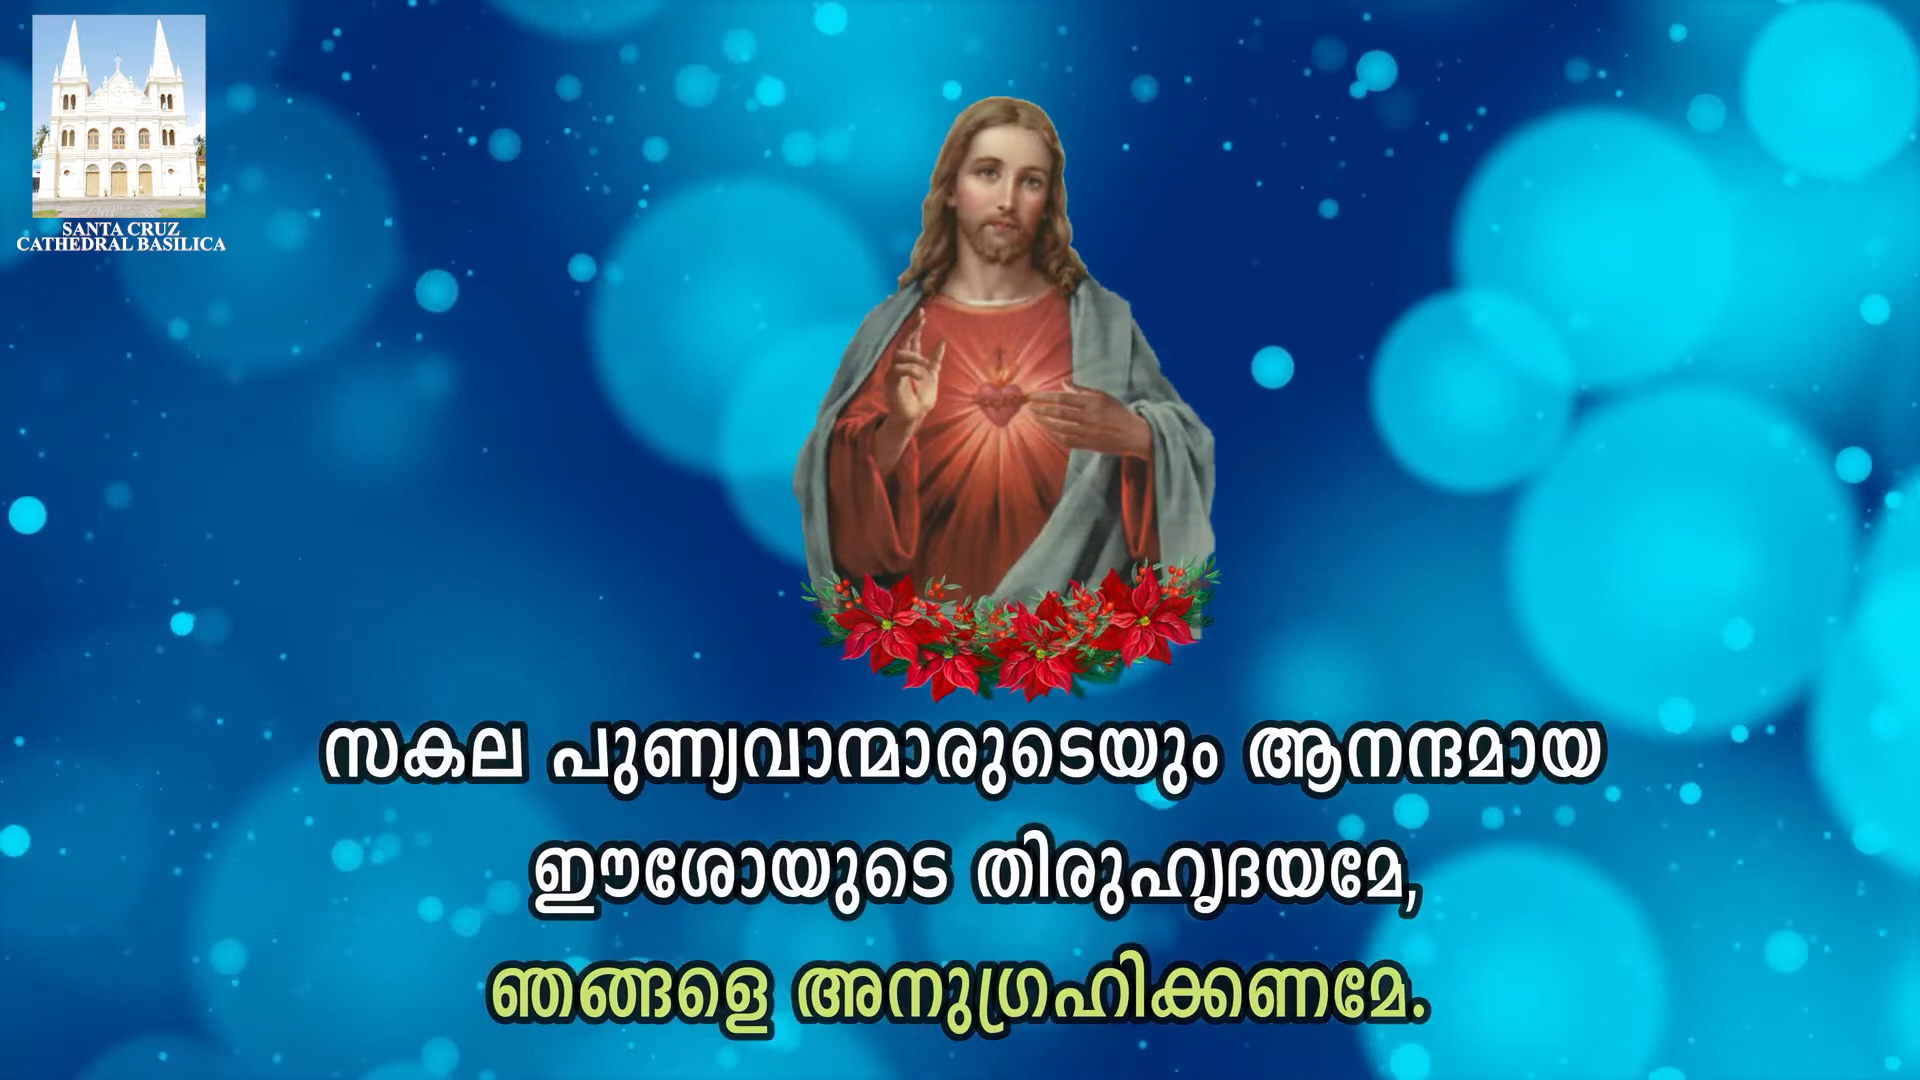 SANTA CRUZ
CATHEDRAL BASILICA
സകല പുണ്യവാന്മാരുടെയും ആനന്ദമായ
ഈശോയുടെ തിരുഹൃദയമേ,
ഞങ്ങളെ അനുഗ്രഹിക്കണമേ.